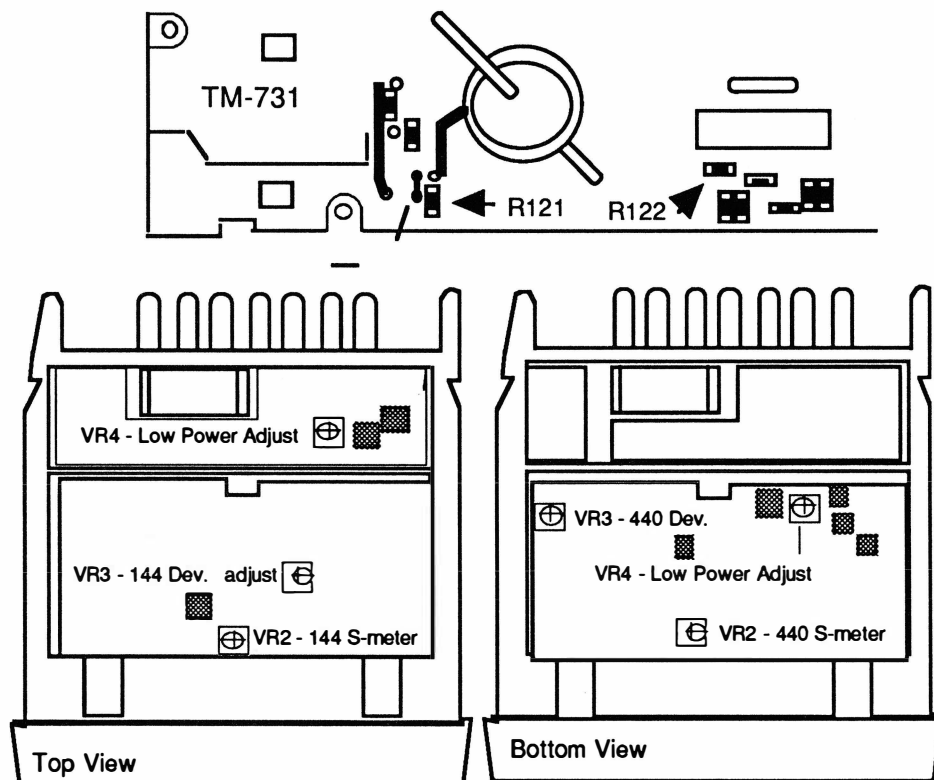 TM-731
R121
R122
VR4 - Low Power Adjust
VR3 - 144 Dev. adjust
VR2 - 144 S-meter
Top View
VR3 - 440 Dev.
VR4 - Low Power Adjust
VR2 - 440 S-meter
Bottom View